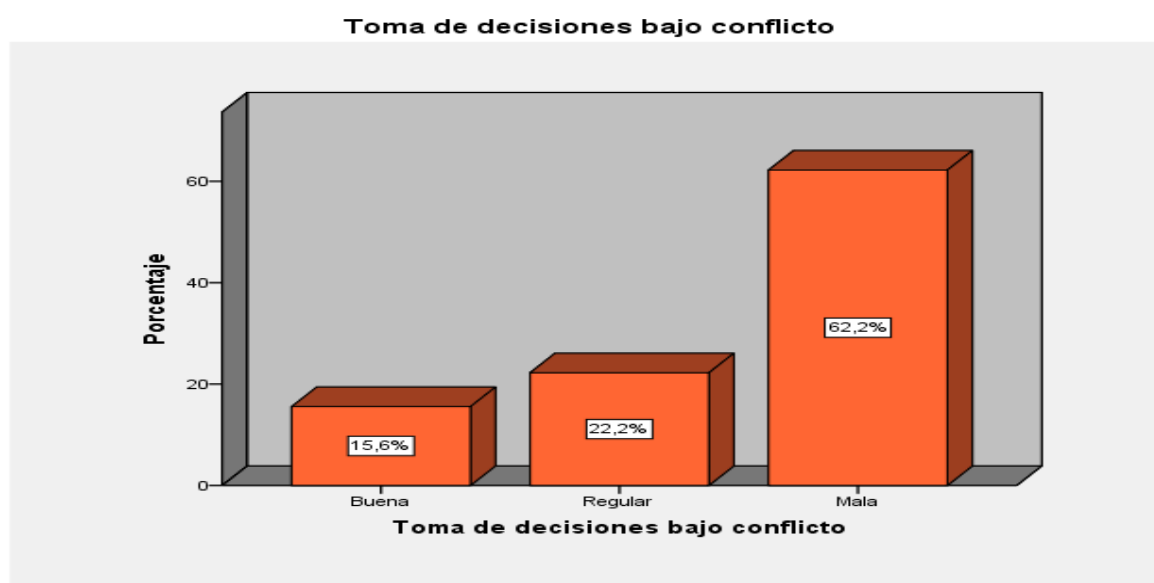 Toma de decisiones bajo conflicto
Porcentaje
60
40
20
0
15,6%
22,2%
62,2%
Buena
Regular
Mala
Toma de decisiones bajo conflicto